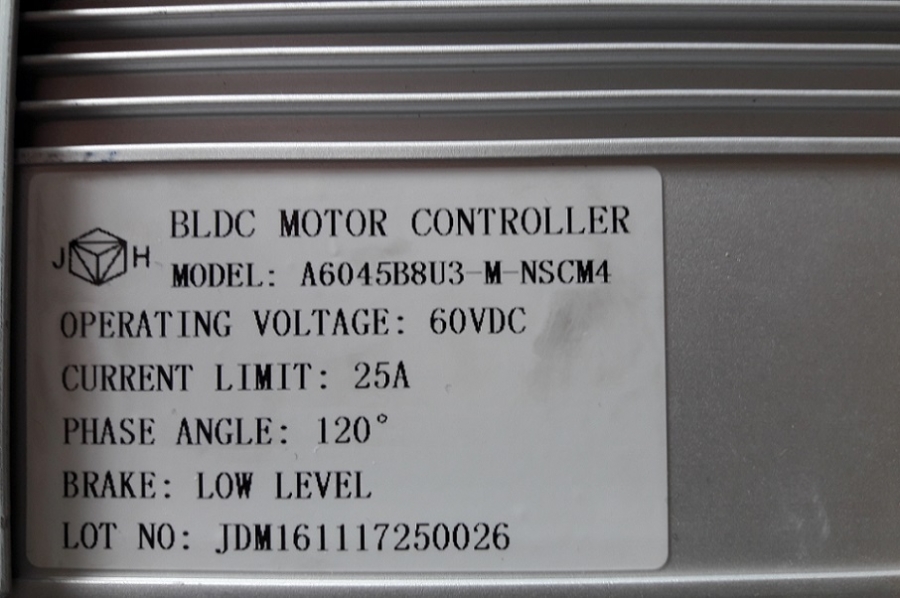 BLDC MOTOR CONTROLLER
J H
MODEL: A6045B8U3-M-NSCM4
OPERATING VOLTAGE: 60VDC
CURRENT LIMIT: 25A
PHASE ANGLE: 120°
BRAKE: LOW LEVEL
LOT NO: JDM161117250026